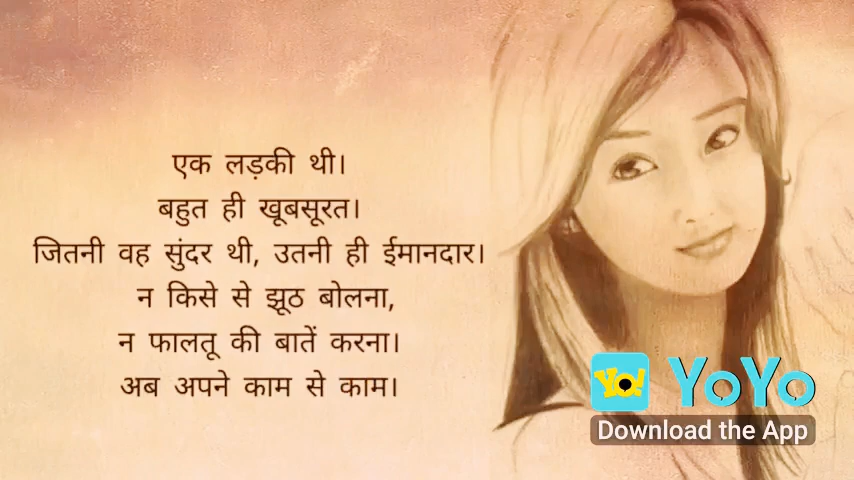 एक लड़की थी।
बहुत ही खूबसूरत।
जितनी वह सुंदर थी, उतनी ही ईमानदार।
न किसे से झूठ बोलना,
न फालतू की बातें करना।
अब अपने काम से काम।
Yo! YoYo
Download the App